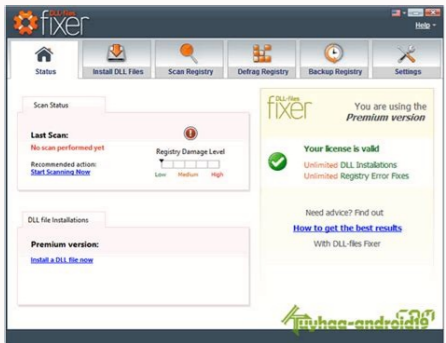 DLL-files
fixer
Help
Status
Install DLL Files
Scan Registry
Defrag Registry
Backup Registry
Settings
Scan Status
Last Scan:
No scan performed yet
Recommended action:
Start Scanning Now
Registry Damage Level
Low Medium High
DLL-files
fixer
You are using the
Premium version
Your license is valid
Unlimited DLL Installations
Unlimited Registry Error Fixes
DLL file Installations
Premium version:
Install a DLL file now
Need advice? Find out
How to get the best results
With DLL-files Fixer